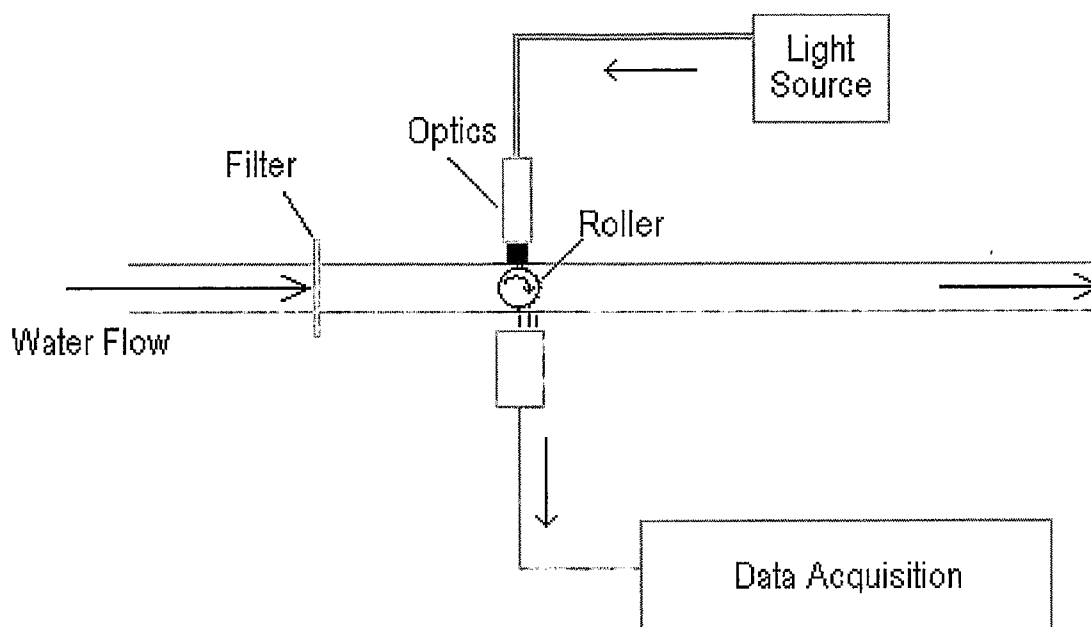 Light
Source
Optics
Filter
Roller
Water Flow
Data Acquisition